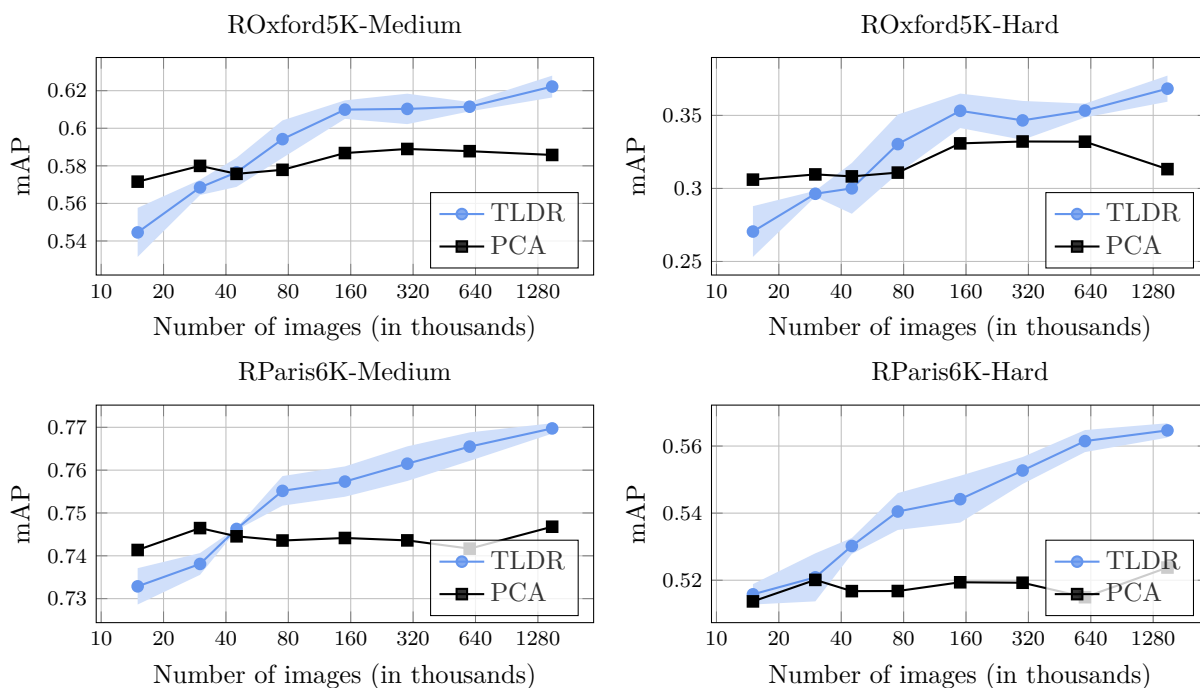 ROxford5K-Medium
0.62
0.6
0.58
0.56
0.54
mAP
TLDR
PCA
10 20 40 80 160 320 640 1280
Number of images (in thousands)
ROxford5K-Hard
0.35
0.3
0.25
mAP
TLDR
PCA
10 20 40 80 160 320 640 1280
Number of images (in thousands)
RParis6K-Medium
0.77
0.76
0.75
0.74
0.73
mAP
TLDR
PCA
10 20 40 80 160 320 640 1280
Number of images (in thousands)
RParis6K-Hard
0.56
0.54
0.52
mAP
TLDR
PCA
10 20 40 80 160 320 640 1280
Number of images (in thousands)